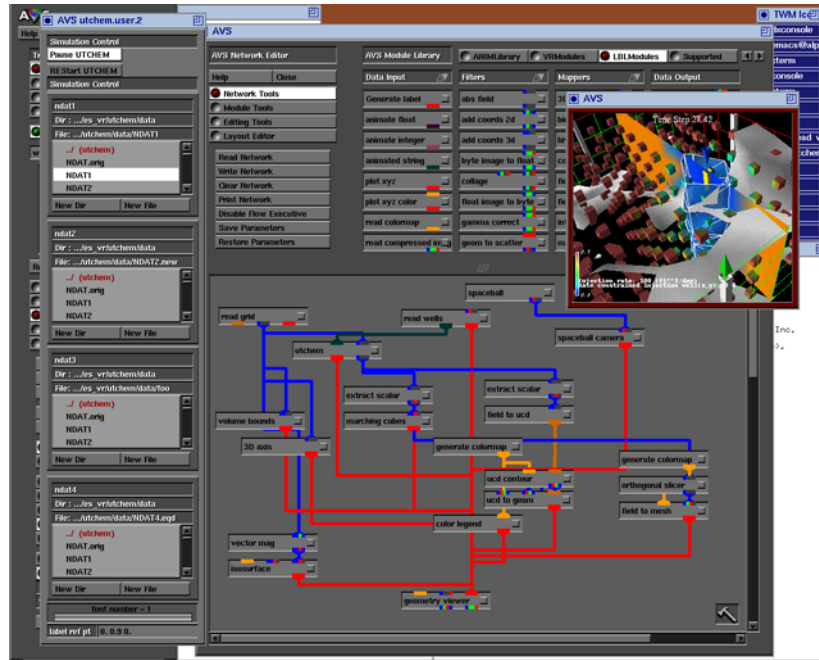 AVS
Help
AVS utchem.user.2
Simulation Control
Pause UTCHEM
REStart UTCHEM
Simulation Control
ndat1
Dir : .../es_vr/utchem/data
File: .../utchem/data/NDAT1
../ (utchem)
NDAT.orig
NDAT1
NDAT2
New Dir New File
ndat2
Dir : .../es_vr/utchem/data
File: .../utchem/data/NDAT2.new
../ (utchem)
NDAT.orig
NDAT1
NDAT2
New Dir New File
ndat3
Dir : .../es_vr/utchem/data
File: .../es_vr/utchem/data/foo
../ (utchem)
NDAT.orig
NDAT1
NDAT2
New Dir New File
ndat4
Dir : .../es_vr/utchem/data
File: .../utchem/data/NDAT4.eqd
../ (utchem)
NDAT.orig
NDAT1
NDAT2
New Dir New File
font number = 1
label ref pt 0. 0.9 0.
AVS
AVS Network Editor
Help Close
Network Tools
Module Tools
Editing Tools
Layout Editor
Read Network
Write Network
Clear Network
Print Network
Disable Flow Executive
Save Parameters
Restore Parameters
AVS Module Library
ANIMLibrary
VRModules
LBLModules
Supported
Data Input
Filters
Mappers
Data Output
Generate label
animate float
animate integer
animated string
plot xyz
plot xyz color
read colormap
read compressed
abs field
add coords 2d
add coords 3d
byte image to float
collage
float image to byte
gamma correct
geom to scatter
AVS
Time Step 27.42
TWM
console
xterm
Inc.
spaceball
read grid
read wells
utchem
spaceball camera
extract scalar
extract scalar
volume bounds
marching cubes
field to ucd
3D axis
generate colormap
generate colormap
ucd contour
orthogonal slicer
ucd to geom
field to mesh
color legend
vector mag
isosurface
geometry viewer